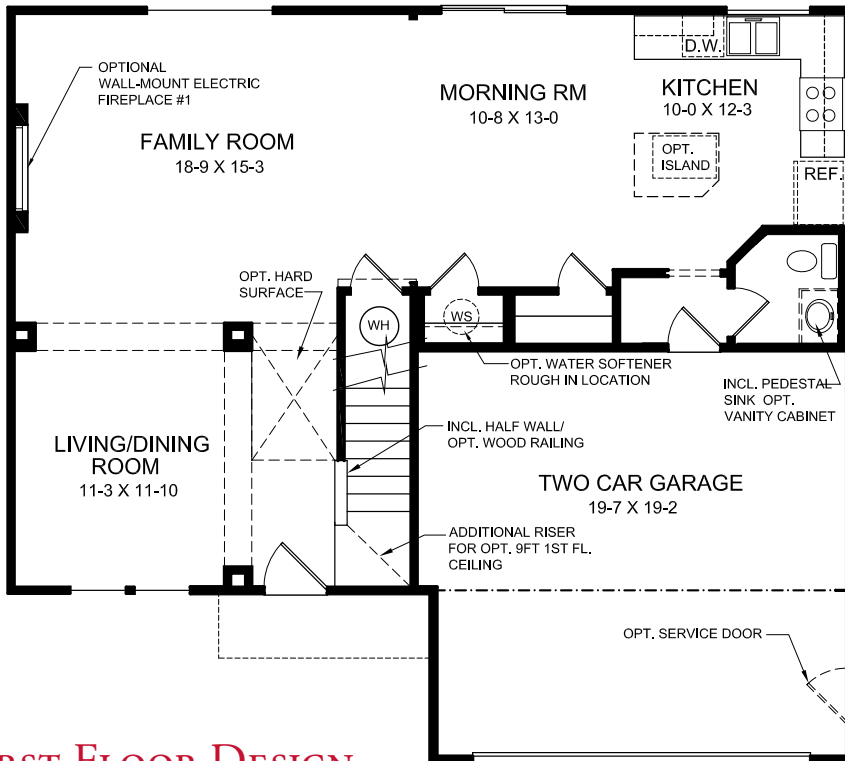 OPTIONAL
WALL-MOUNT ELECTRIC
FIREPLACE #1
FAMILY ROOM
18-9 X 15-3
MORNING RM
10-8 X 13-0
D.W.
KITCHEN
10-0 X 12-3
OPT.
ISLAND
REF.
OPT. HARD
SURFACE
WH
WS
OPT. WATER SOFTENER
ROUGH IN LOCATION
INCL. PEDESTAL
SINK OPT.
VANITY CABINET
LIVING/DINING
ROOM
11-3 X 11-10
INCL. HALF WALL/
OPT. WOOD RAILING
TWO CAR GARAGE
19-7 X 19-2
ADDITIONAL RISER
FOR OPT. 9FT 1ST FL.
CEILING
OPT. SERVICE DOOR
RST FLOOR DESIGN